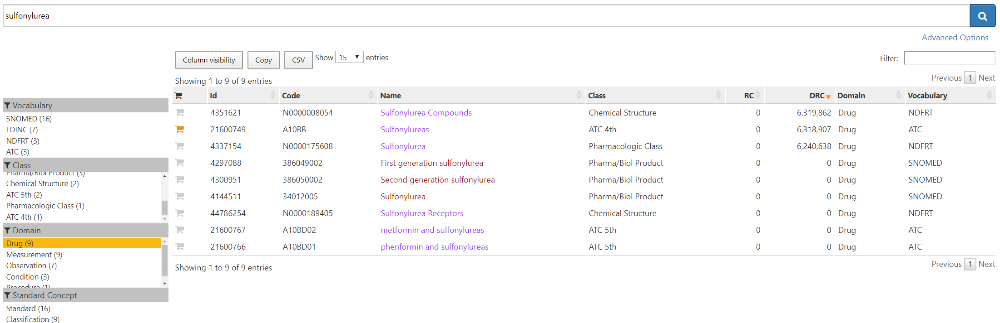 sulfonylurea
Advanced Options
Column visibility Copy CSV Show 15 entries Filter:
Showing 1 to 9 of 9 entries Previous 1 Next
Id Code Name Class RC DRC Domain Vocabulary
4351621 N0000008054 Sulfonylurea Compounds Chemical Structure 0 6,319,862 Drug NDFRT
21600749 A10BB Sulfonylureas ATC 4th 0 6,318,907 Drug ATC
4337154 N0000175608 Sulfonylurea Pharmacologic Class 0 6,240,638 Drug NDFRT
4297088 386049002 First generation sulfonylurea Pharma/Biol Product 0 0 Drug SNOMED
4300951 386050002 Second generation sulfonylurea Pharma/Biol Product 0 0 Drug SNOMED
4144511 34012005 Sulfonylurea Pharma/Biol Product 0 0 Drug SNOMED
44786254 N0000189405 Sulfonylurea Receptors Chemical Structure 0 0 Drug NDFRT
21600767 A10BD02 metformin and sulfonylureas ATC 5th 0 0 Drug ATC
21600766 A10BD01 phenformin and sulfonylureas ATC 5th 0 0 Drug ATC
Showing 1 to 9 of 9 entries Previous 1 Next
Vocabulary
SNOMED (16)
LOINC (7)
NDFRT (3)
ATC (3)
Class
Pharma/Biol Product (3)
Chemical Structure (2)
ATC 5th (2)
Pharmacologic Class (1)
ATC 4th (1)
Domain
Drug (9)
Measurement (9)
Observation (7)
Condition (3)
Procedure (1)
Standard Concept
Standard (16)
Classification (9)